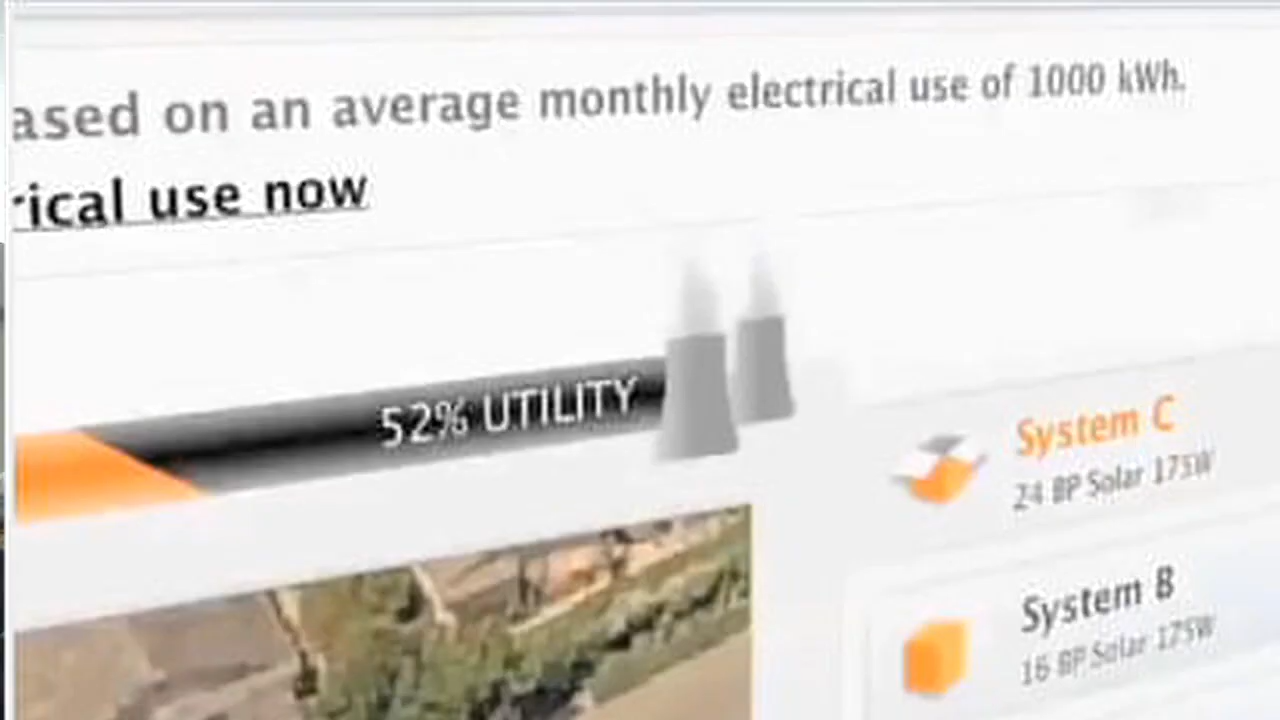 ased on an average monthly electrical use of 1000 kWh.
rical use now
52% UTILITY
System C
24 BP Solar 175W
System B
16 BP Solar 175W